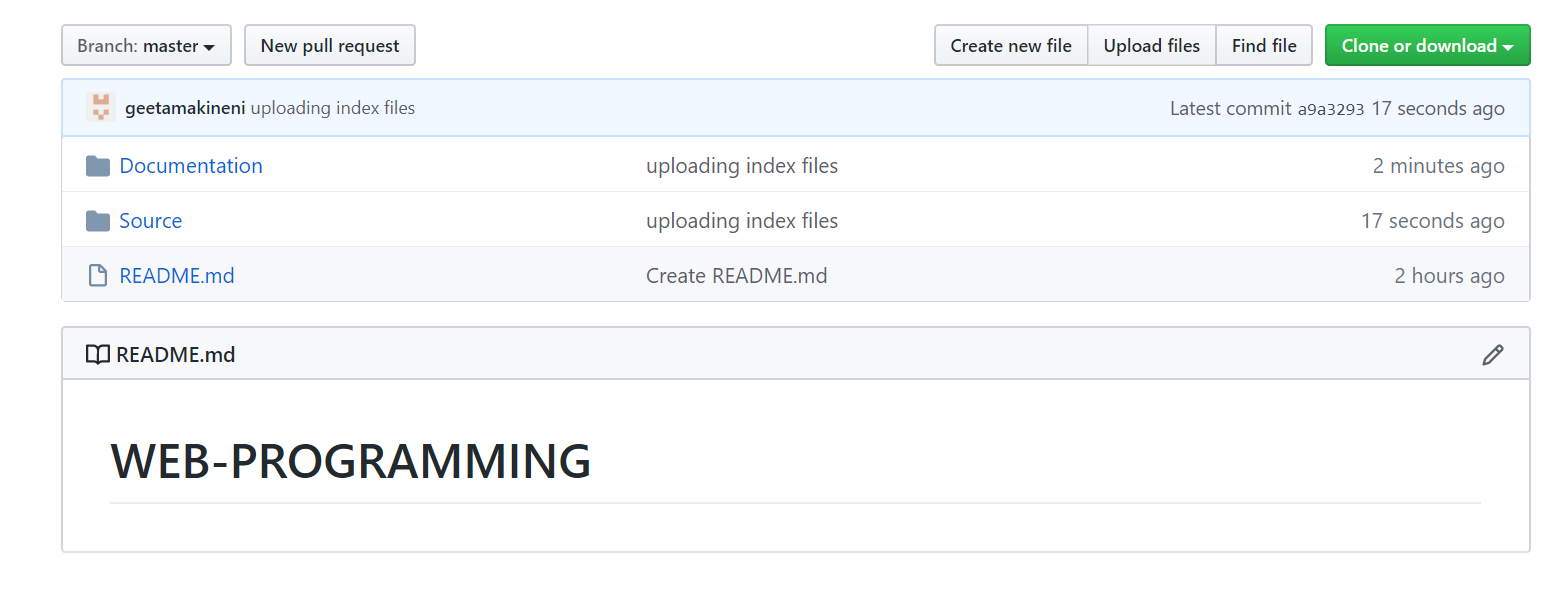 Branch: master New pull request Create new file Upload files Find file Clone or download
geetamakineni uploading index files Latest commit a9a3293 17 seconds ago
Documentation uploading index files 2 minutes ago
Source uploading index files 17 seconds ago
README.md Create README.md 2 hours ago
README.md
WEB-PROGRAMMING